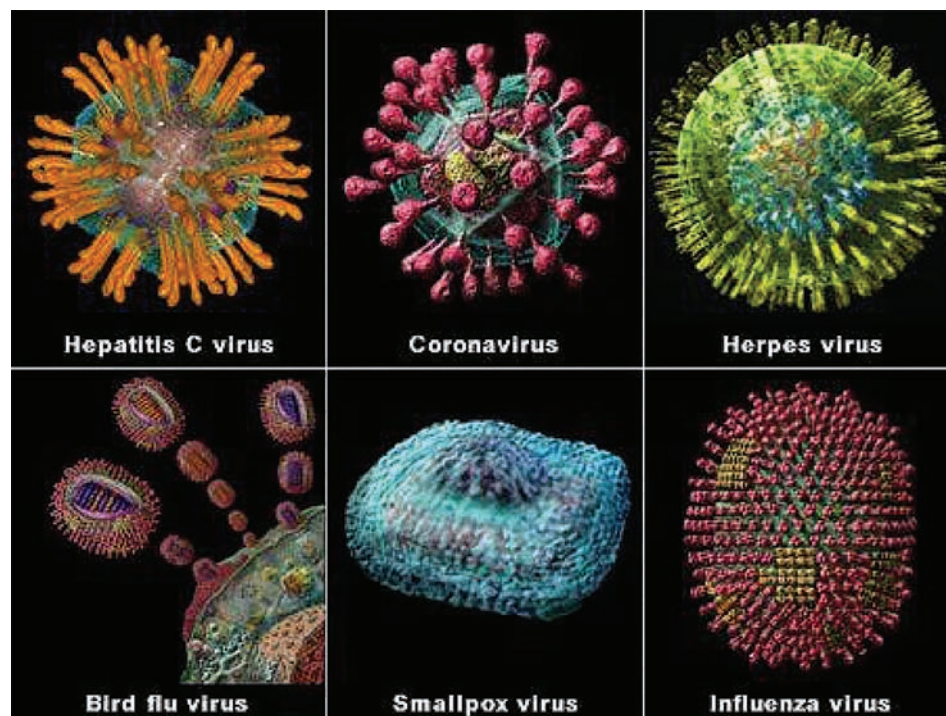 Hepatitis C virus
Coronavirus
Herpes virus
Bird flu virus
Smallpox virus
Influenza virus